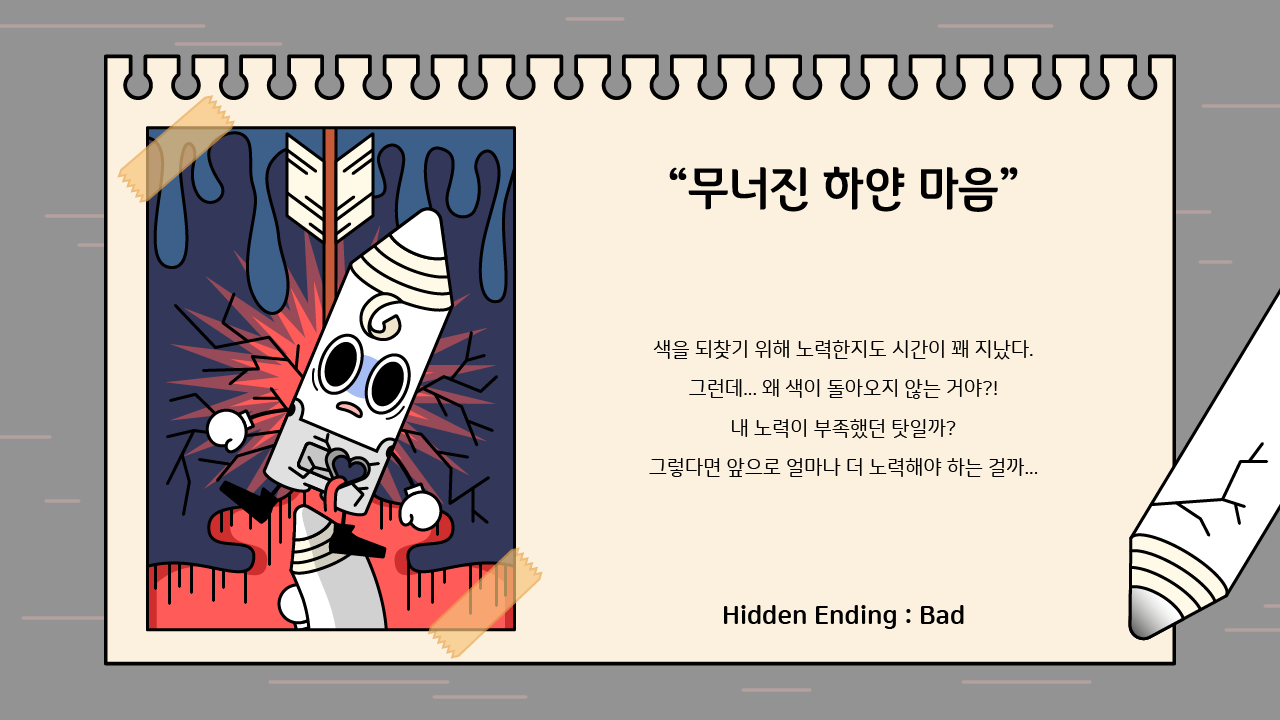 “무너진 하얀 마음”
색을 되찾기 위해 노력한지도 시간이 꽤 지났다.
그런데... 왜 색이 돌아오지 않는 거야?!
내 노력이 부족했던 탓일까?
그렇다면 앞으로 얼마나 더 노력해야 하는 걸까...
Hidden Ending : Bad